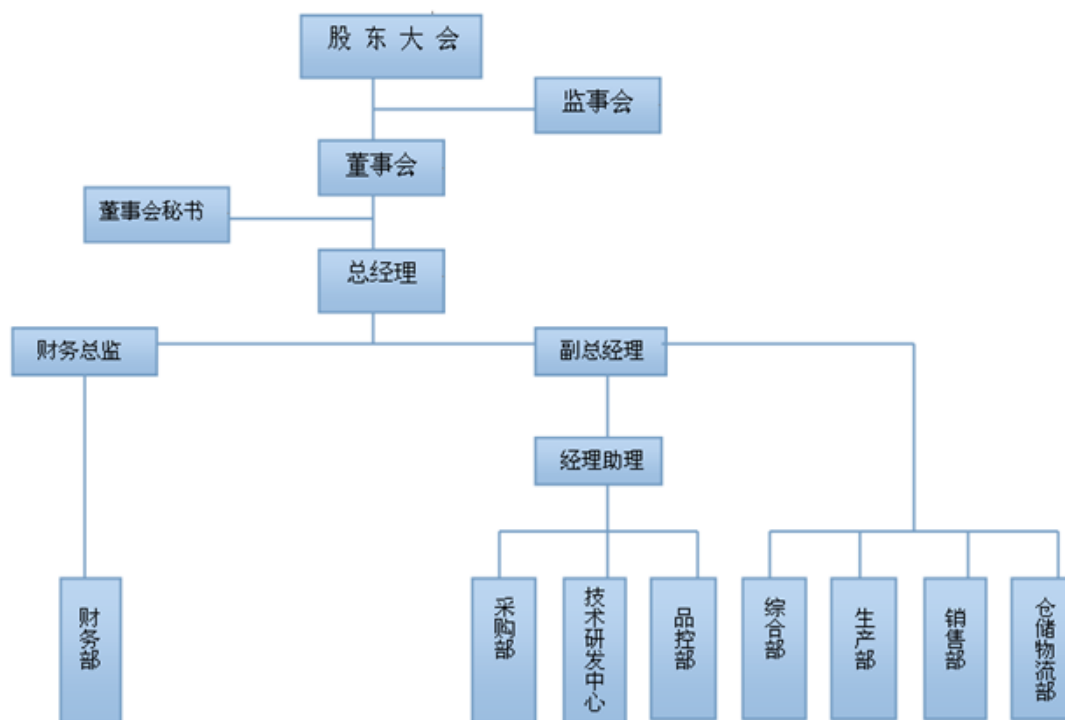 股 东 大 会
监事会
董事会
董事会秘书
总经理
财务总监
副总经理
经理助理
财务部
采购部
技术研发中心
品控部
综合部
生产部
销售部
仓储物流部